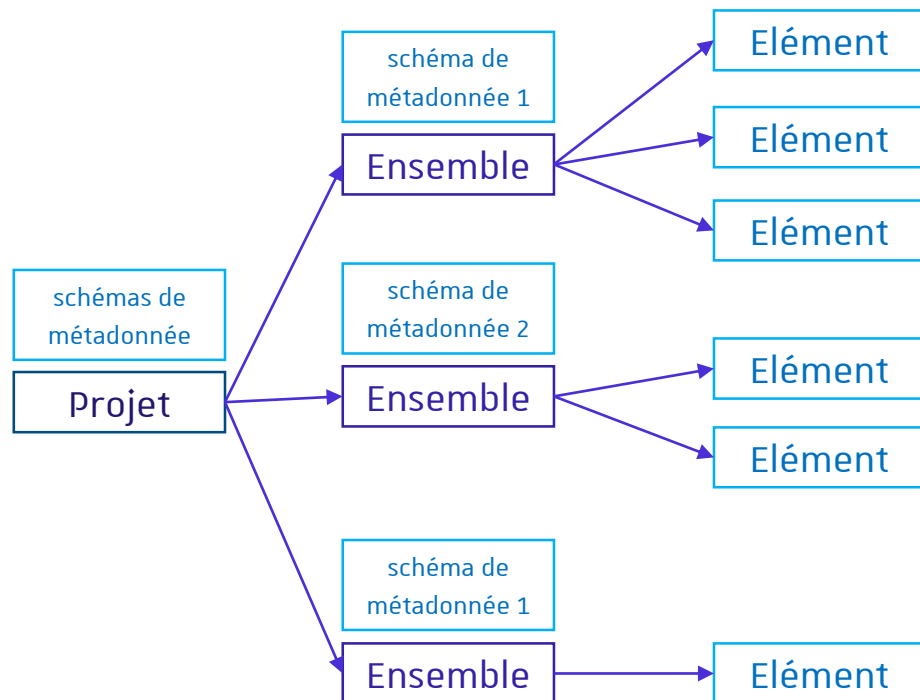 schémas de
métadonnée
Projet
schéma de
métadonnée 1
Ensemble
Elément
Elément
Elément
schéma de
métadonnée 2
Ensemble
Elément
Elément
schéma de
métadonnée 1
Ensemble
Elément